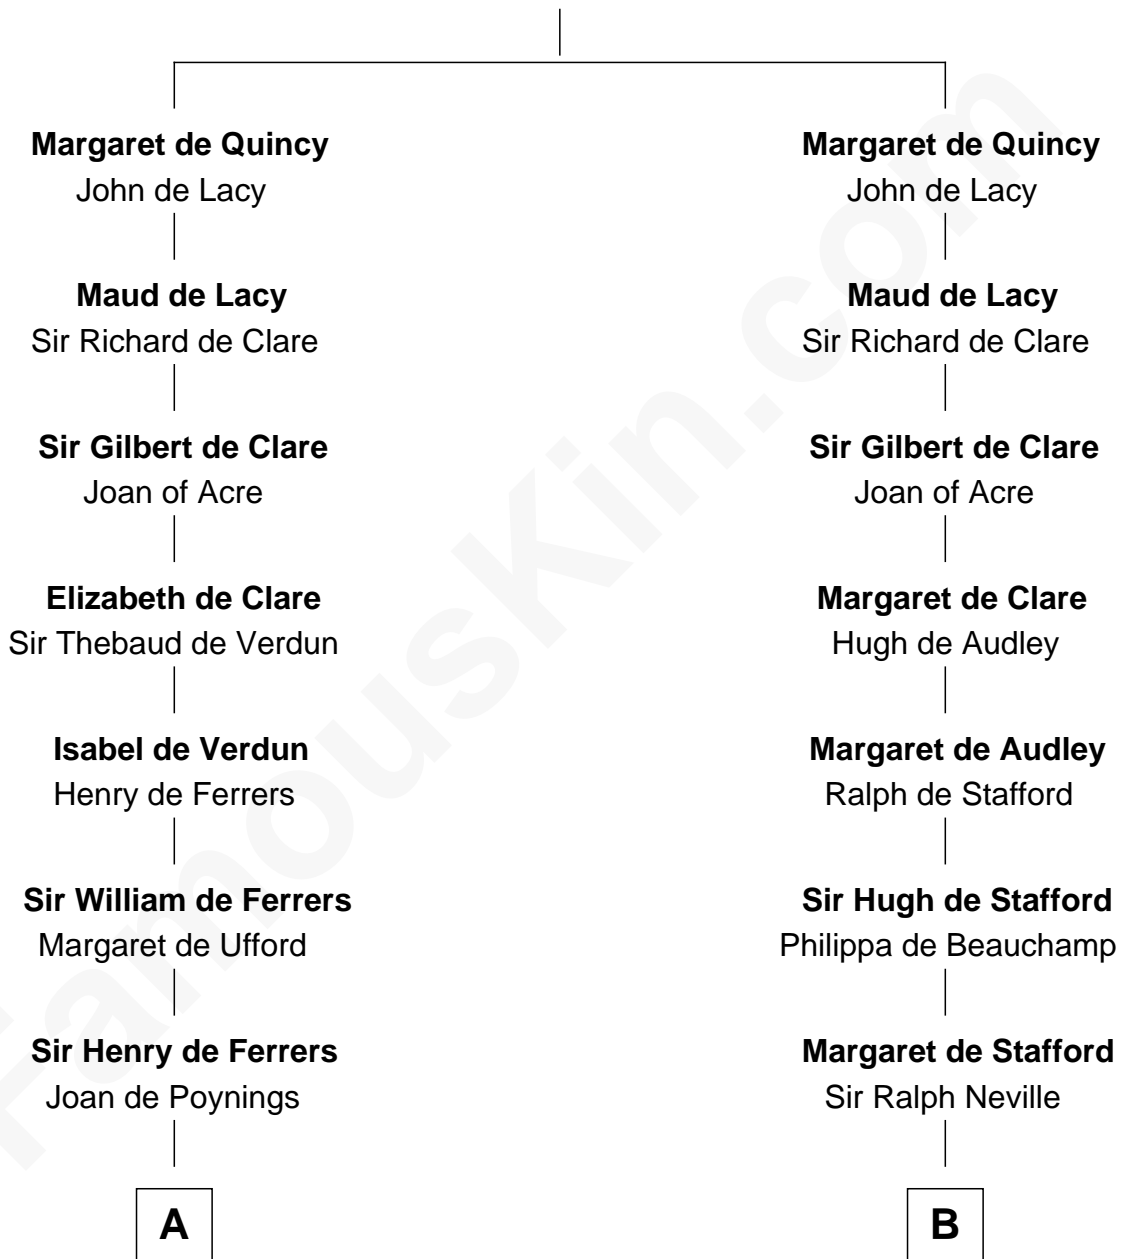 Margaret de Quincy
John de Lacy
Maud de Lacy
Sir Richard de Clare
Sir Gilbert de Clare
Joan of Acre
Elizabeth de Clare
Sir Thebaud de Verdun
Isabel de Verdun
Henry de Ferrers
Sir William de Ferrers
Margaret de Ufford
Sir Henry de Ferrers
Joan de Poynings
A
Margaret de Quincy
John de Lacy
Maud de Lacy
Sir Richard de Clare
Sir Gilbert de Clare
Joan of Acre
Margaret de Clare
Hugh de Audley
Margaret de Audley
Ralph de Stafford
Sir Hugh de Stafford
Philippa de Beauchamp
Margaret de Stafford
Sir Ralph Neville
B
FamousKin.com